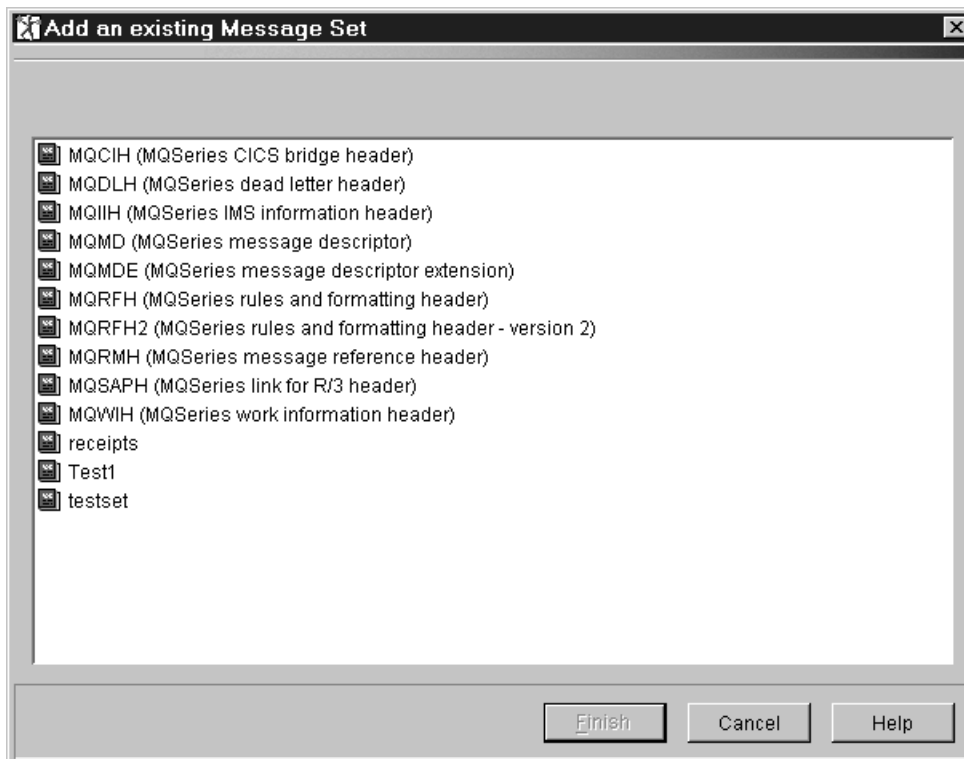 Add an existing Message Set
MQCIH (MQSeries CICS bridge header)
MQDLH (MQSeries dead letter header)
MQIIH (MQSeries IMS information header)
MQMD (MQSeries message descriptor)
MQMDE (MQSeries message descriptor extension)
MQRFH (MQSeries rules and formatting header)
MQRFH2 (MQSeries rules and formatting header - version 2)
MQRMH (MQSeries message reference header)
MQSAPH (MQSeries link for R/3 header)
MQWIH (MQSeries work information header)
receipts
Test1
testset
Finish Cancel Help